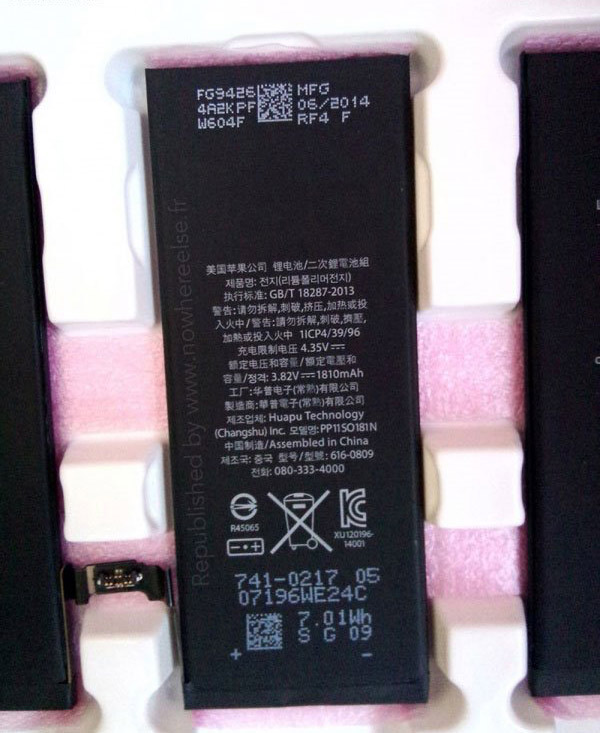 FG9426
4A2KPF
W604F
MFG
06/2014
RF4 F
美国苹果公司 锂电池/二次鋰電池組
제품명: 전지(리튬폴리머전지)
执行标准: GB/T 18287-2013
警告:请勿拆解,刺破,挤压,加热或投
入火中/警告:請勿拆解,刺破,擠壓,
加熱或投入火中 1ICP4/39/96
充电限制电压 4.35V⎓
额定电压和容量/額定電壓和
容量/정격: 3.82V⎓1810mAh
工厂:华普电子(常熟)有限公司
製造商:華普電子(常熟)有限公司
제조업체: Huapu Technology
(Changshu) Inc. 모델명:PP11SO181N
中国制造/Assembled in China
제조국: 중국 型号/型號: 616-0809
전화: 080-333-4000
R45065
XU120196-
14001
741-0217 05
07196WE24C
7.01Wh
S G 09
+ −
Republished by www.nowhereelse.fr